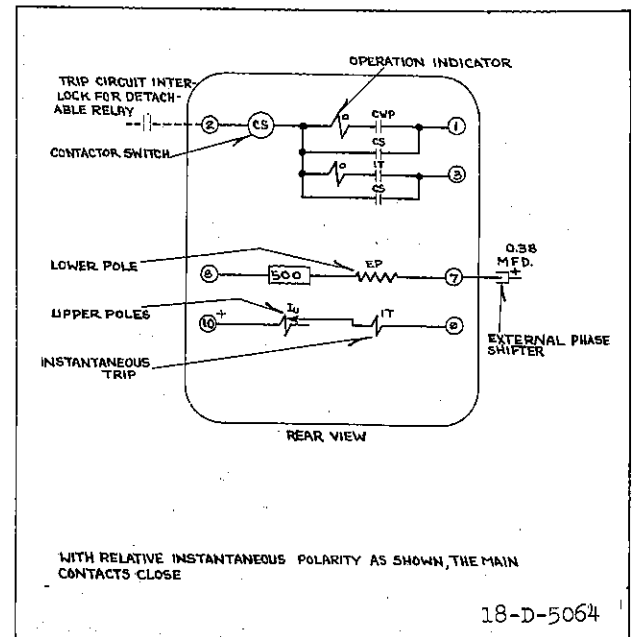 OPERATION INDICATOR
TRIP CIRCUIT INTER-
LOCK FOR DETACH-
ABLE RELAY
2
CS
O
CWP
1
CONTACTOR SWITCH
CS
O
IT
3
CS
LOWER POLE
0.38
MFD.
8
500
EP
7
+
UPPER POLES
10
+
IU
IT
9
INSTANTANEOUS
TRIP
EXTERNAL PHASE
SHIFTER
REAR VIEW
WITH RELATIVE INSTANTANEOUS POLARITY AS SHOWN, THE MAIN
CONTACTS CLOSE
18-D-5064